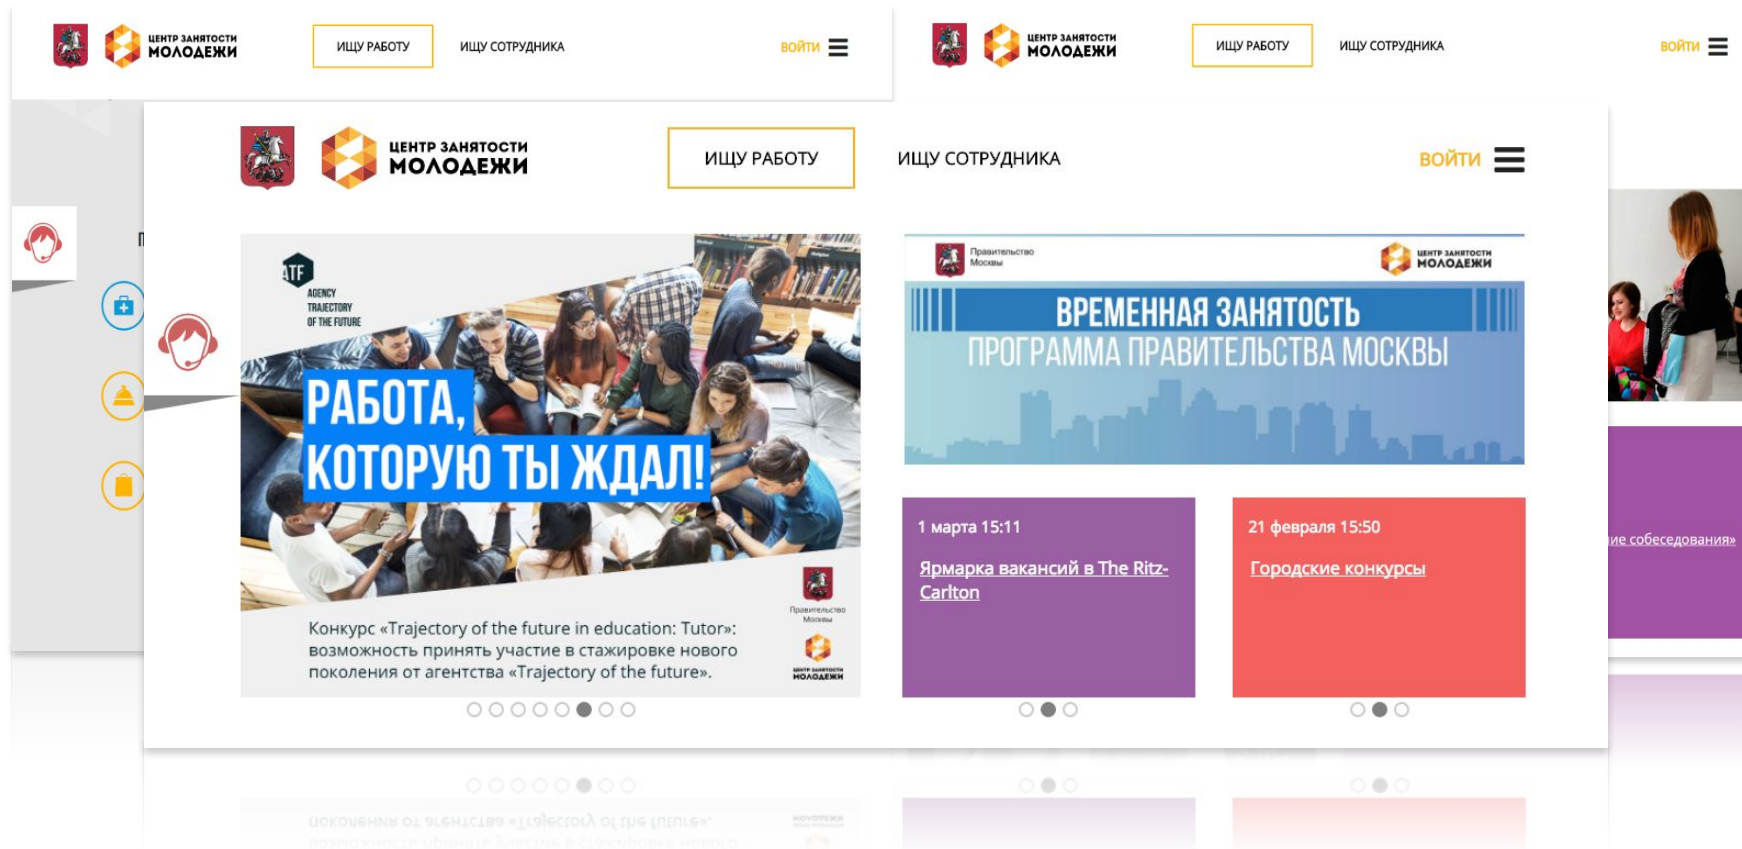 ЦЕНТР ЗАНЯТОСТИ
МОЛОДЕЖИ
ИЩУ РАБОТУ
ИЩУ СОТРУДНИКА
ВОЙТИ
ЦЕНТР ЗАНЯТОСТИ
МОЛОДЕЖИ
ИЩУ РАБОТУ
ИЩУ СОТРУДНИКА
ВОЙТИ
ЦЕНТР ЗАНЯТОСТИ
МОЛОДЕЖИ
ИЩУ РАБОТУ
ИЩУ СОТРУДНИКА
ВОЙТИ
ATF
AGENCY
TRAJECTORY
OF THE FUTURE
РАБОТА,
КОТОРУЮ ТЫ ЖДАЛ!
Правительство
Москвы
ЦЕНТР ЗАНЯТОСТИ
МОЛОДЕЖИ
Конкурс «Trajectory of the future in education: Tutor»:
возможность принять участие в стажировке нового
поколения от агентства «Trajectory of the future».
Правительство
Москвы
ЦЕНТР ЗАНЯТОСТИ
МОЛОДЕЖИ
ВРЕМЕННАЯ ЗАНЯТОСТЬ
ПРОГРАММА ПРАВИТЕЛЬСТВА МОСКВЫ
1 марта 15:11
Ярмарка вакансий в The Ritz-
Carlton
21 февраля 15:50
Городские конкурсы
собеседования»